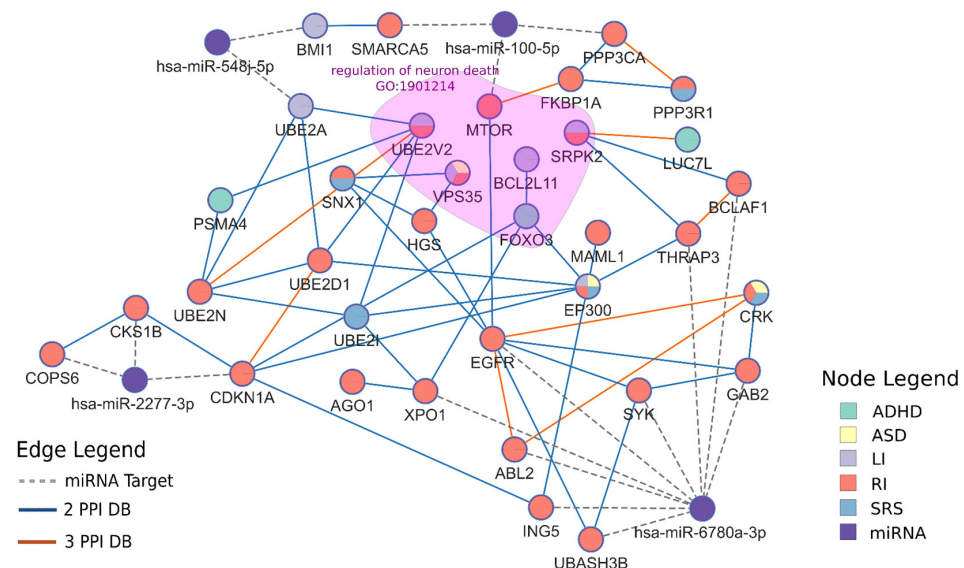 BMI1
SMARCA5
hsa-miR-100-5p
PPP3CA
hsa-miR-548j-5p
regulation of neuron death
GO:1901214
FKBP1A
PPP3R1
UBE2A
MTOR
UBE2V2
SRPK2
LUC7L
BCL2L11
VPS35
SNX1
BCLAF1
PSMA4
HGS
FOXO3
MAML1
THRAP3
UBE2D1
UBE2N
EP300
CRK
CKS1B
UBE2I
EGFR
COPS6
hsa-miR-2277-3p
CDKN1A
AGO1
XPO1
SYK
GAB2
ABL2
ING5
hsa-miR-6780a-3p
UBASH3B
Edge Legend
miRNA Target
2 PPI DB
3 PPI DB
Node Legend
ADHD
ASD
LI
RI
SRS
miRNA